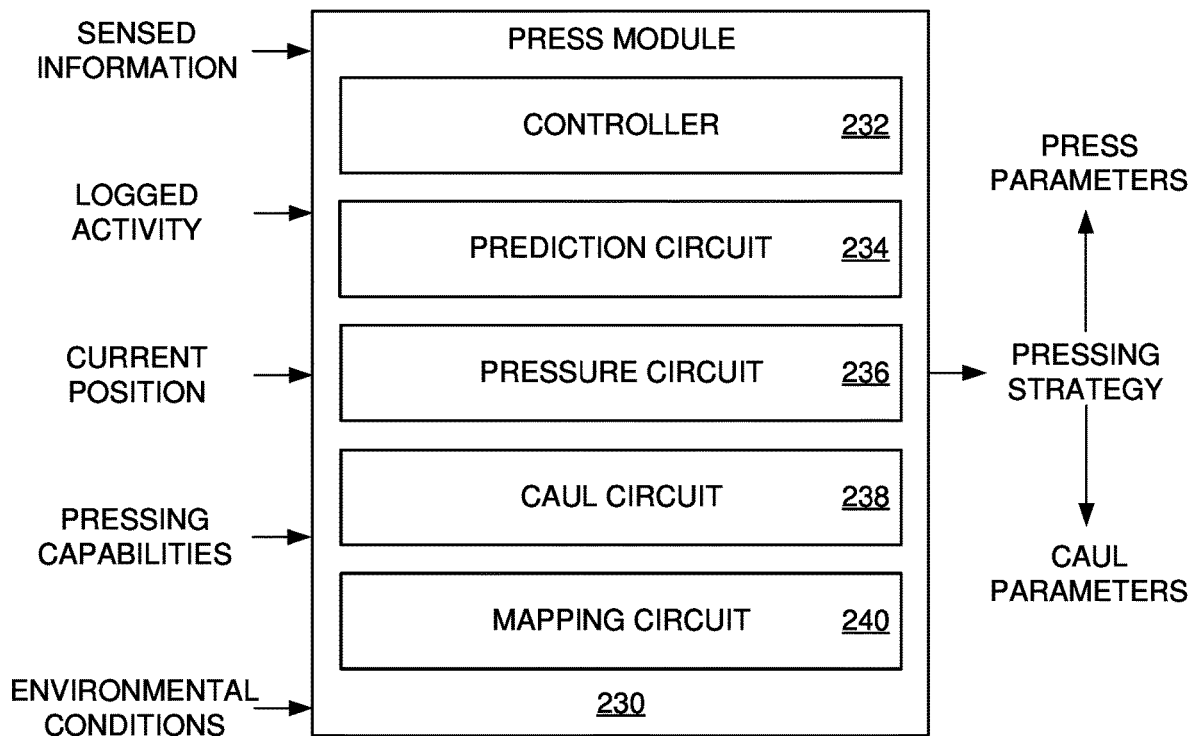 SENSED
INFORMATION
LOGGED
ACTIVITY
CURRENT
POSITION
PRESSING
CAPABILITIES
ENVIRONMENTAL
CONDITIONS
PRESS MODULE
CONTROLLER 232
PREDICTION CIRCUIT 234
PRESSURE CIRCUIT 236
CAUL CIRCUIT 238
MAPPING CIRCUIT 240
230
PRESS
PARAMETERS
PRESSING
STRATEGY
CAUL
PARAMETERS